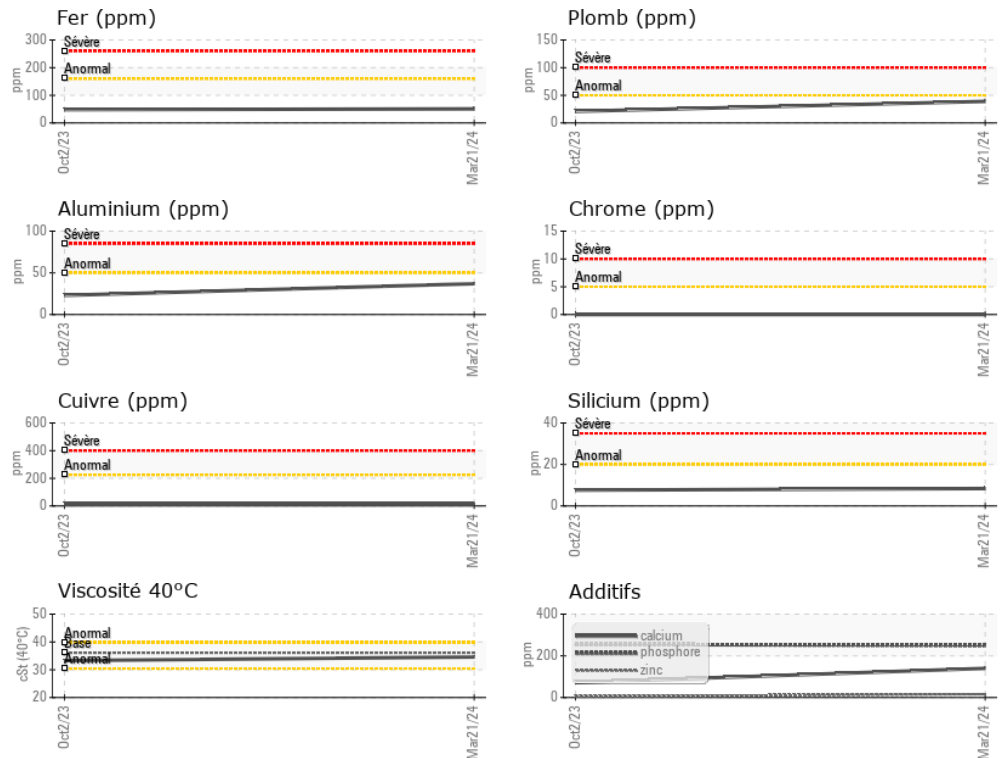 Fer (ppm)
300
200
100
0
ppm
Sévère
Anormal
Oct2/23
Mar21/24
Plomb (ppm)
150
100
50
0
ppm
Sévère
Anormal
Oct2/23
Mar21/24
Aluminium (ppm)
100
50
0
ppm
Sévère
Anormal
Oct2/23
Mar21/24
Chrome (ppm)
15
10
5
0
ppm
Sévère
Anormal
Oct2/23
Mar21/24
Cuivre (ppm)
600
400
200
0
ppm
Sévère
Anormal
Oct2/23
Mar21/24
Silicium (ppm)
40
20
0
ppm
Sévère
Anormal
Oct2/23
Mar21/24
Viscosité 40°C
50
40
30
20
cSt (40°C)
Anormal
Base
Anormal
Oct2/23
Mar21/24
Additifs
400
200
0
ppm
calcium
phosphore
zinc
Oct2/23
Mar21/24